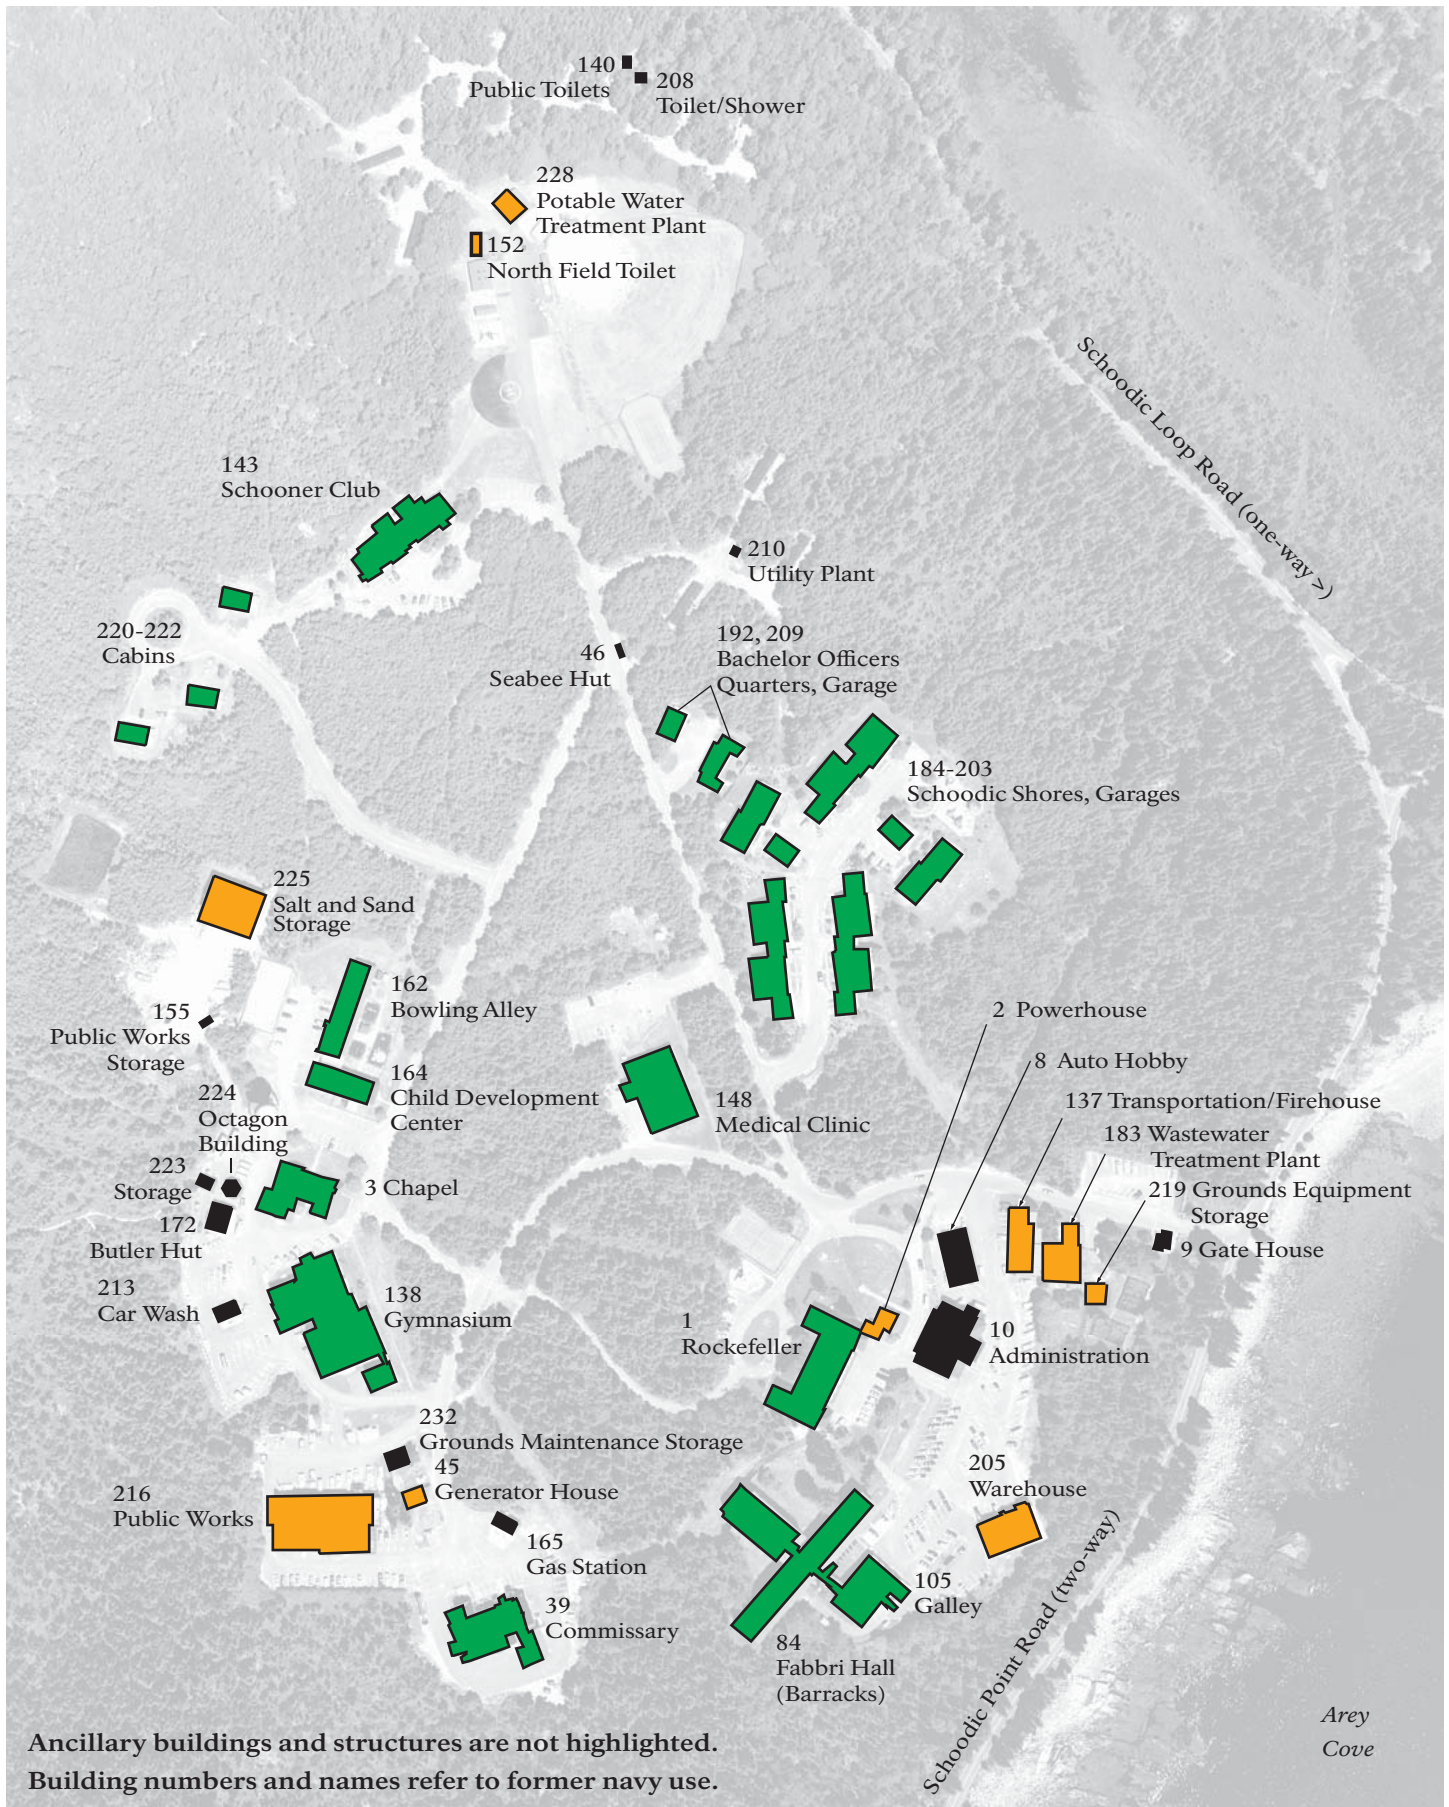 140
Public Toilets
208
Toilet/Shower
228
Potable Water
Treatment Plant
152
North Field Toilet
Schoodic Loop Road (one-way >)
143
Schooner Club
210
Utility Plant
220-222
Cabins
46
Seabee Hut
192, 209
Bachelor Officers
Quarters, Garage
184-203
Schoodic Shores, Garages
225
Salt and Sand
Storage
162
Bowling Alley
155
Public Works
Storage
2 Powerhouse
8 Auto Hobby
164
Child Development
Center
148
Medical Clinic
137 Transportation/Firehouse
183 Wastewater
Treatment Plant
219 Grounds Equipment
Storage
9 Gate House
224
Octagon
Building
223
Storage
3 Chapel
172
Butler Hut
213
Car Wash
138
Gymnasium
1
Rockefeller
10
Administration
232
Grounds Maintenance Storage
45
Generator House
216
Public Works
165
Gas Station
205
Warehouse
39
Commissary
105
Galley
84
Fabbri Hall
(Barracks)
Schoodic Point Road (two-way)
Arey
Cove
Ancillary buildings and structures are not highlighted.
Building numbers and names refer to former navy use.